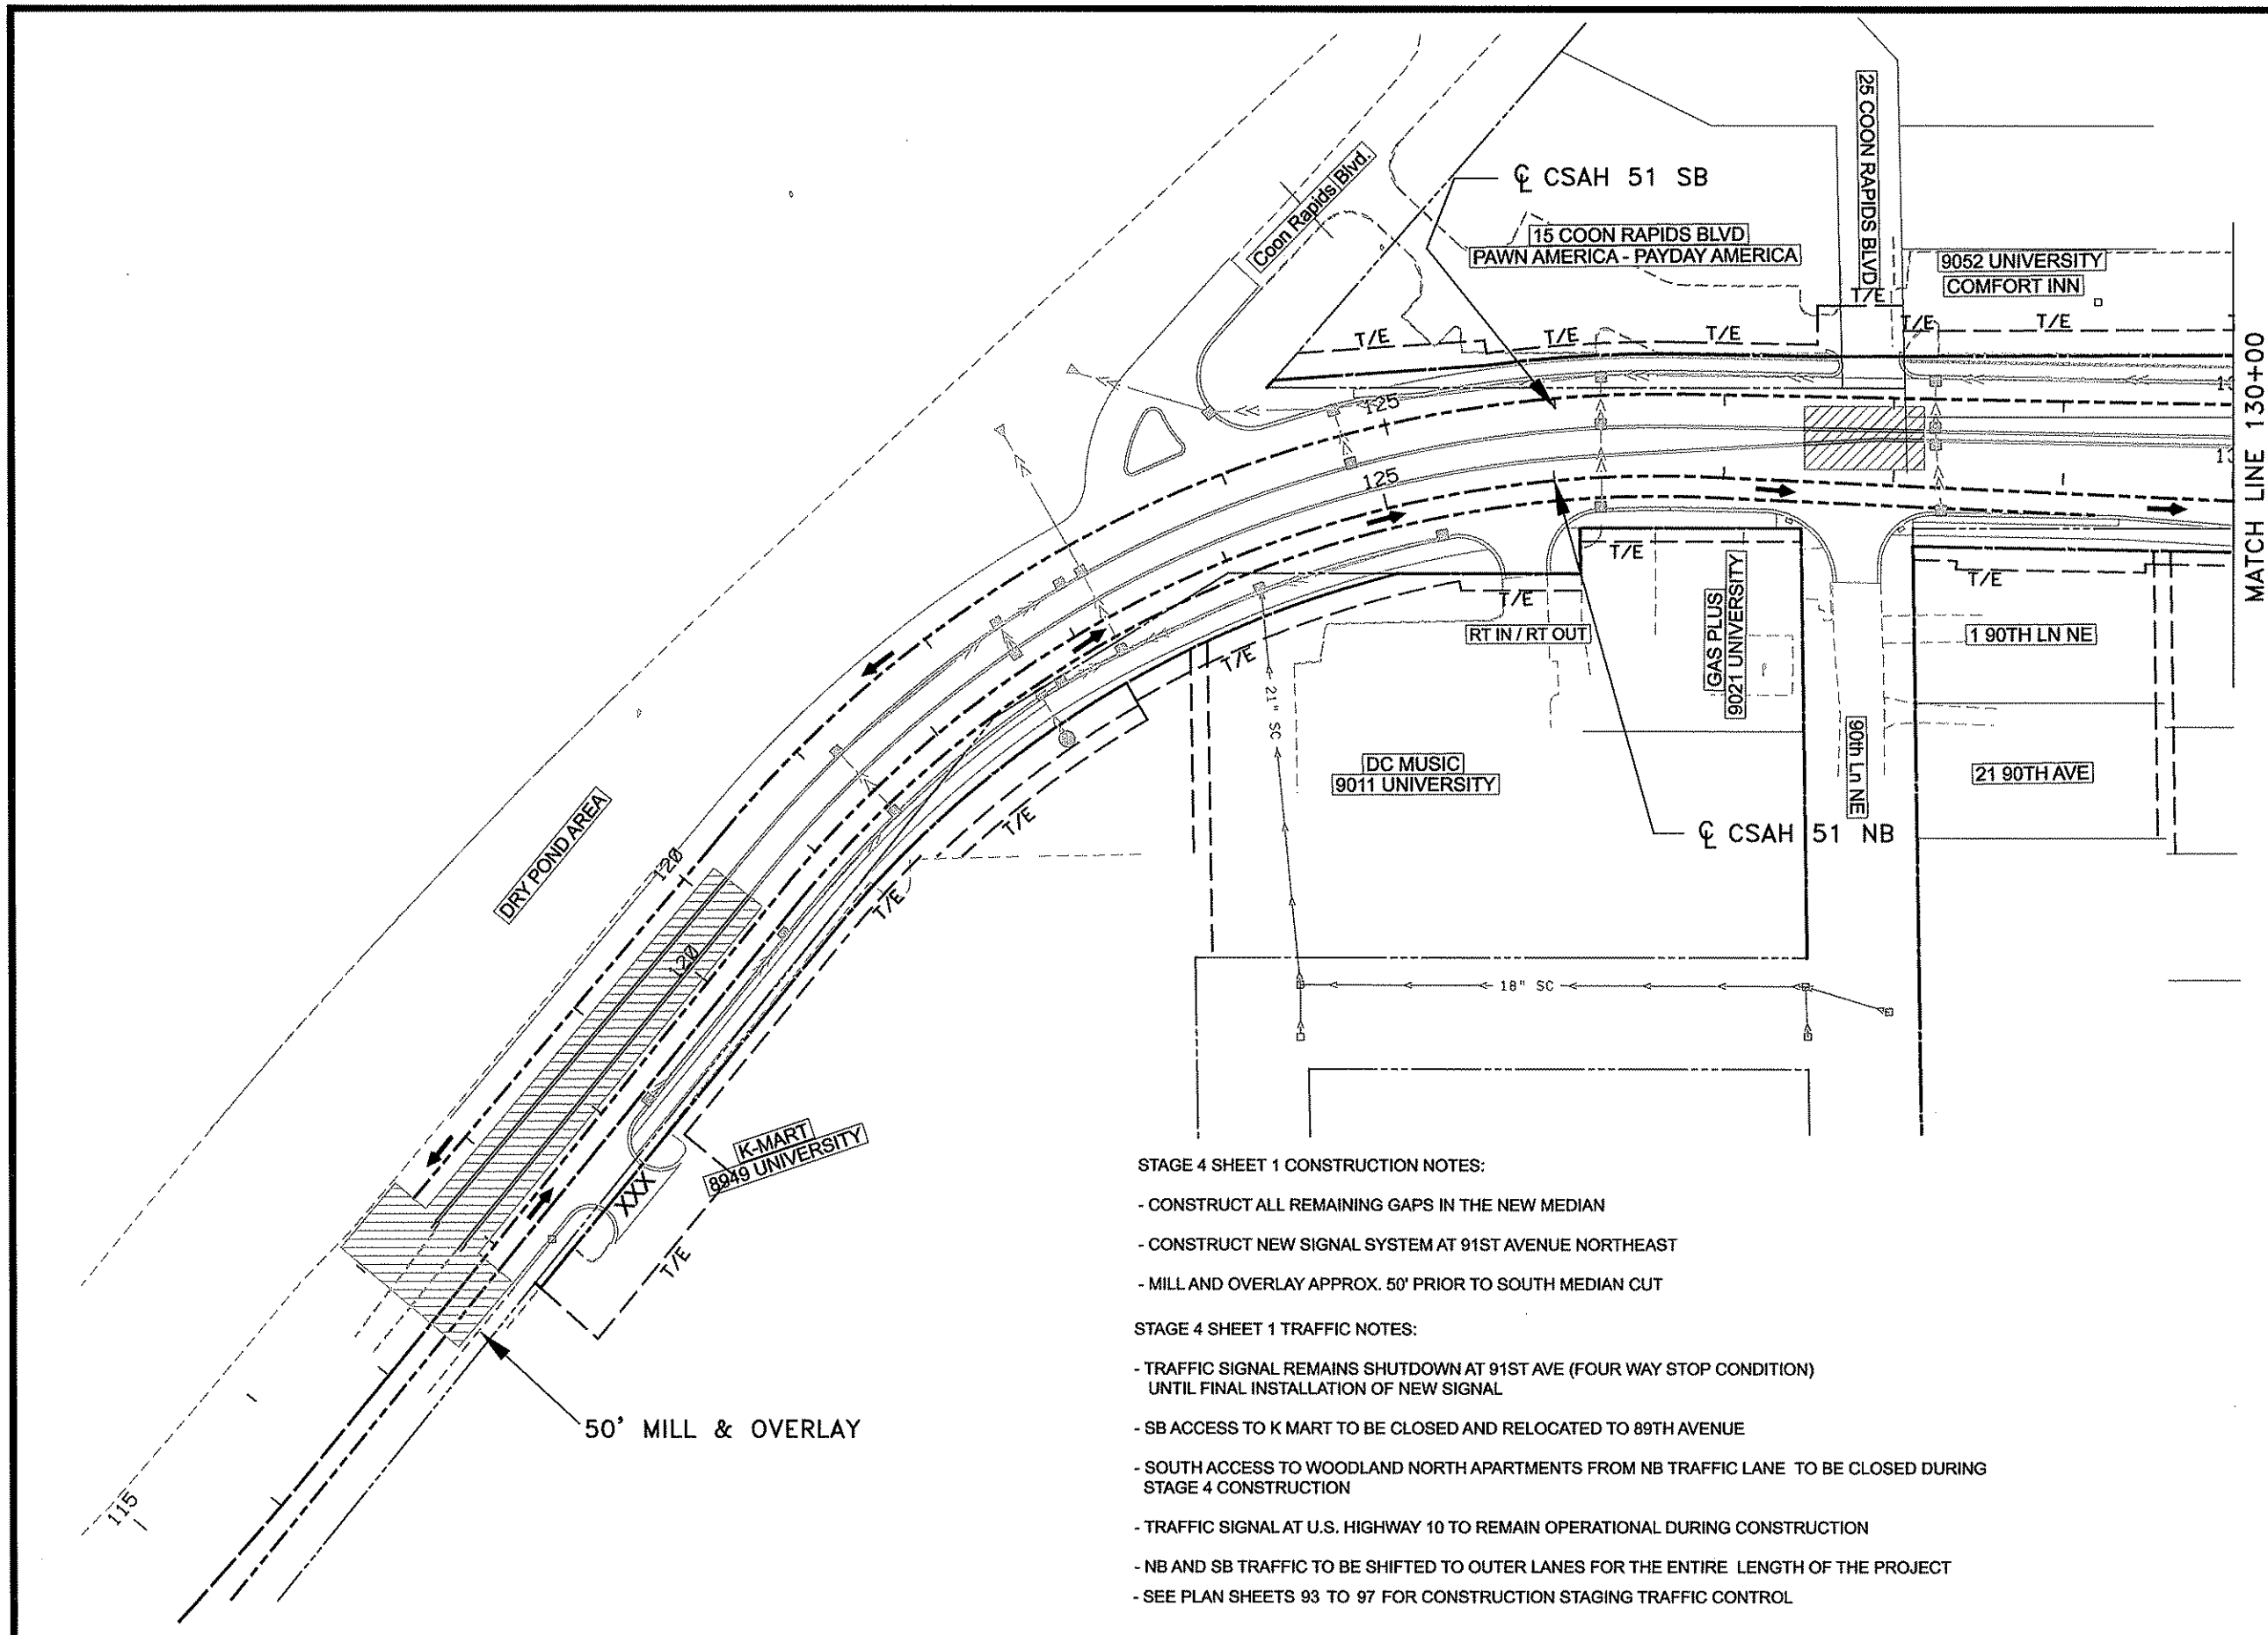 25 COON RAPIDS BLVD
Coon Rapids Blvd.
℄ CSAH 51 SB
15 COON RAPIDS BLVD
PAWN AMERICA - PAYDAY AMERICA
9052 UNIVERSITY
COMFORT INN
T/E
T/E
T/E
T/E
T/E
T/E
MATCH LINE 130+00
125
125
13
13
T/E
T/E
T/E
RT IN / RT OUT
GAS PLUS
9021 UNIVERSITY
1 90TH LN NE
T/E
21" SC
DC MUSIC
9011 UNIVERSITY
90th Ln NE
21 90TH AVE
℄ CSAH 51 NB
T/E
T/E
DRY POND AREA
120
120
18" SC
K-MART
8949 UNIVERSITY
XXX
T/E
50' MILL & OVERLAY
115
STAGE 4 SHEET 1 CONSTRUCTION NOTES:
- CONSTRUCT ALL REMAINING GAPS IN THE NEW MEDIAN
- CONSTRUCT NEW SIGNAL SYSTEM AT 91ST AVENUE NORTHEAST
- MILL AND OVERLAY APPROX. 50' PRIOR TO SOUTH MEDIAN CUT
STAGE 4 SHEET 1 TRAFFIC NOTES:
- TRAFFIC SIGNAL REMAINS SHUTDOWN AT 91ST AVE (FOUR WAY STOP CONDITION)
UNTIL FINAL INSTALLATION OF NEW SIGNAL
- SB ACCESS TO K MART TO BE CLOSED AND RELOCATED TO 89TH AVENUE
- SOUTH ACCESS TO WOODLAND NORTH APARTMENTS FROM NB TRAFFIC LANE TO BE CLOSED DURING
STAGE 4 CONSTRUCTION
- TRAFFIC SIGNAL AT U.S. HIGHWAY 10 TO REMAIN OPERATIONAL DURING CONSTRUCTION
- NB AND SB TRAFFIC TO BE SHIFTED TO OUTER LANES FOR THE ENTIRE LENGTH OF THE PROJECT
- SEE PLAN SHEETS 93 TO 97 FOR CONSTRUCTION STAGING TRAFFIC CONTROL